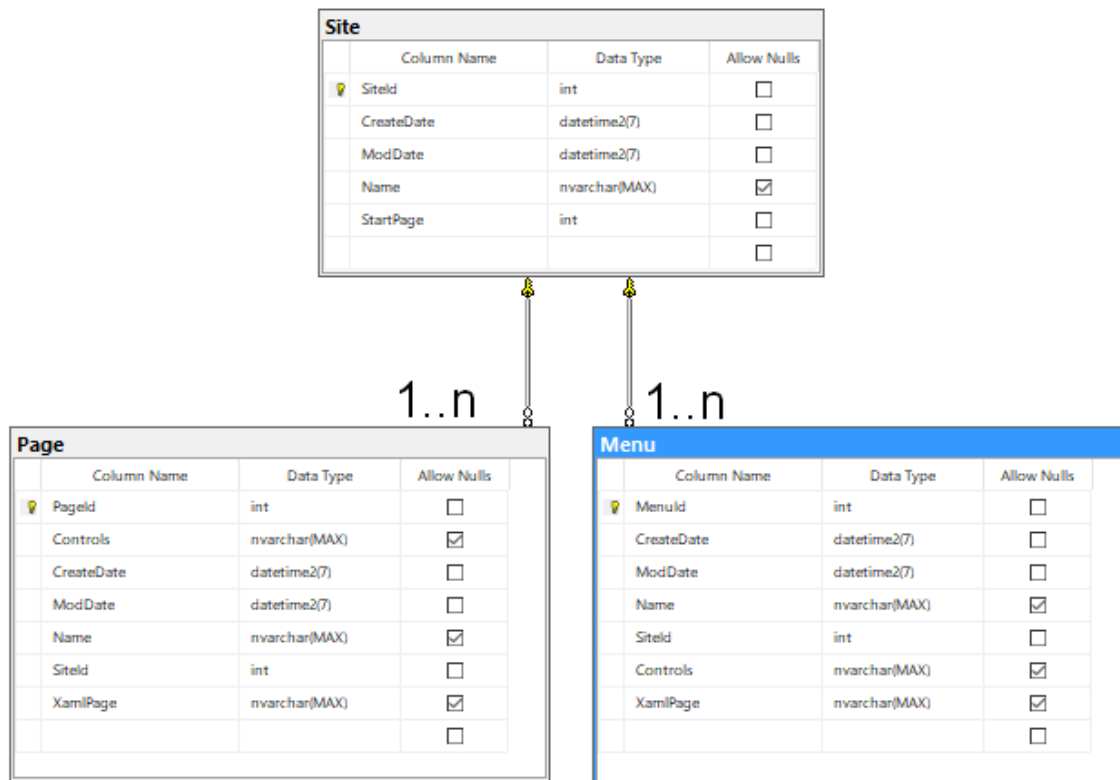 Site
Column Name Data Type Allow Nulls
SiteId int
CreateDate datetime2(7)
ModDate datetime2(7)
Name nvarchar(MAX)
StartPage int
1..n 1..n
Page
Column Name Data Type Allow Nulls
PageId int
Controls nvarchar(MAX)
CreateDate datetime2(7)
ModDate datetime2(7)
Name nvarchar(MAX)
SiteId int
XamlPage nvarchar(MAX)
Menu
Column Name Data Type Allow Nulls
MenuId int
CreateDate datetime2(7)
ModDate datetime2(7)
Name nvarchar(MAX)
SiteId int
Controls nvarchar(MAX)
XamlPage nvarchar(MAX)